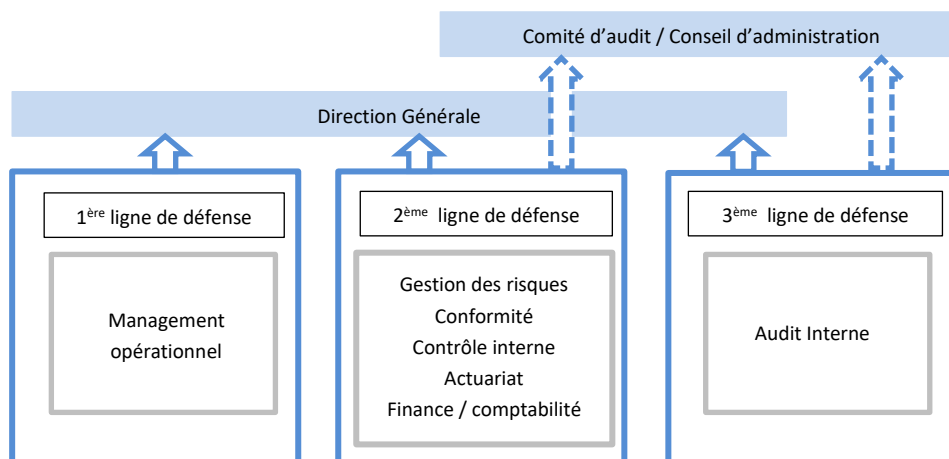 Comité d’audit / Conseil d’administration
Direction Générale
1ère ligne de défense
Management
opérationnel
2ème ligne de défense
Gestion des risques
Conformité
Contrôle interne
Actuariat
Finance / comptabilité
3ème ligne de défense
Audit Interne